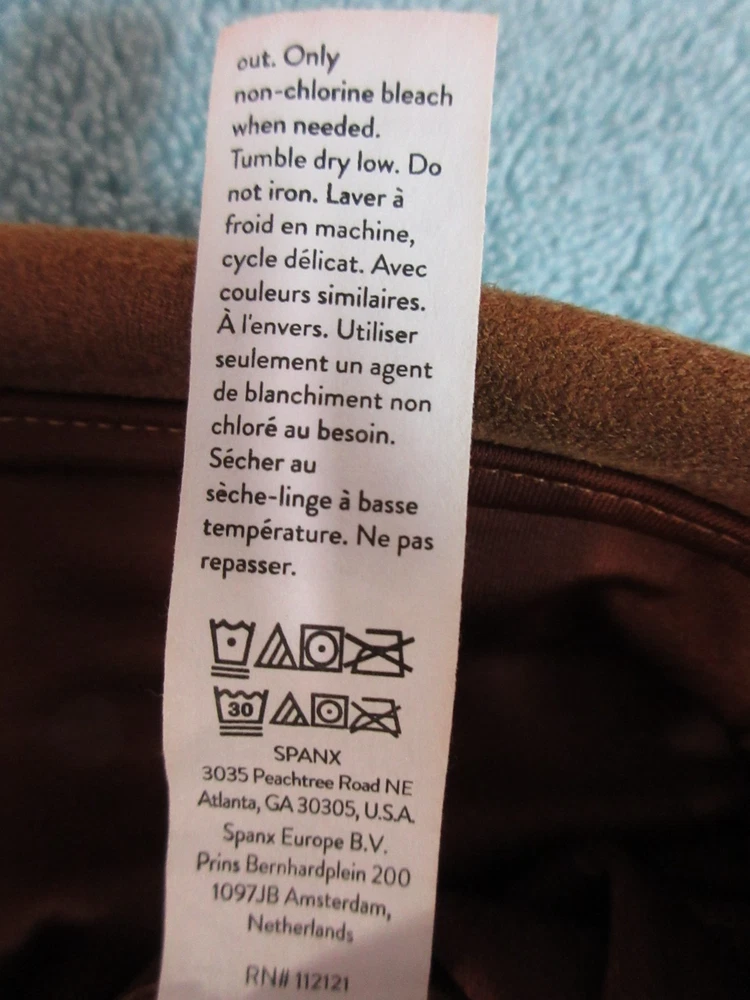 out. Only
non-chlorine bleach
when needed.
Tumble dry low. Do
not iron. Laver à
froid en machine,
cycle délicat. Avec
couleurs similaires.
À l'envers. Utiliser
seulement un agent
de blanchiment non
chloré au besoin.
Sécher au
sèche-linge à basse
température. Ne pas
repasser.
30
SPANX
3035 Peachtree Road NE
Atlanta, GA 30305, U.S.A.
Spanx Europe B.V.
Prins Bernhardplein 200
1097JB Amsterdam,
Netherlands
RN# 112121